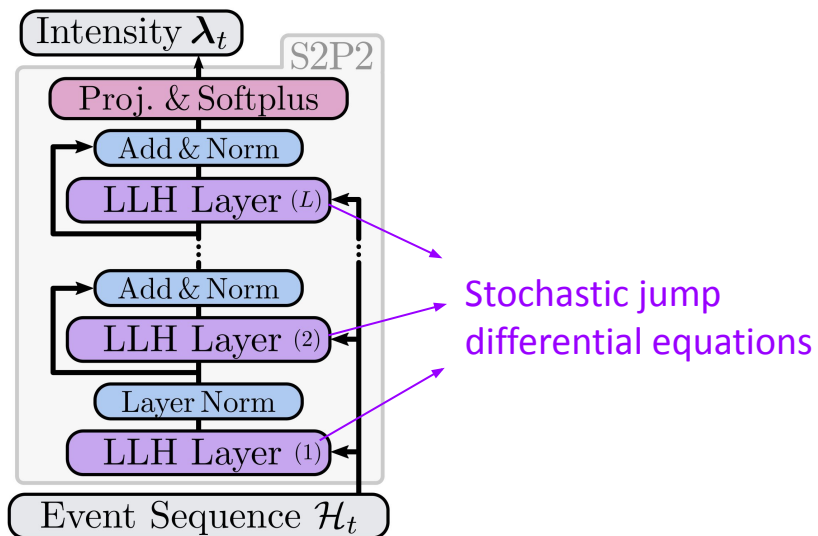 Intensity λₜ
S2P2
Proj. & Softplus
Add & Norm
LLH Layer (L)
Add & Norm
LLH Layer (2)
Layer Norm
LLH Layer (1)
Event Sequence ℋₜ
Stochastic jump
differential equations